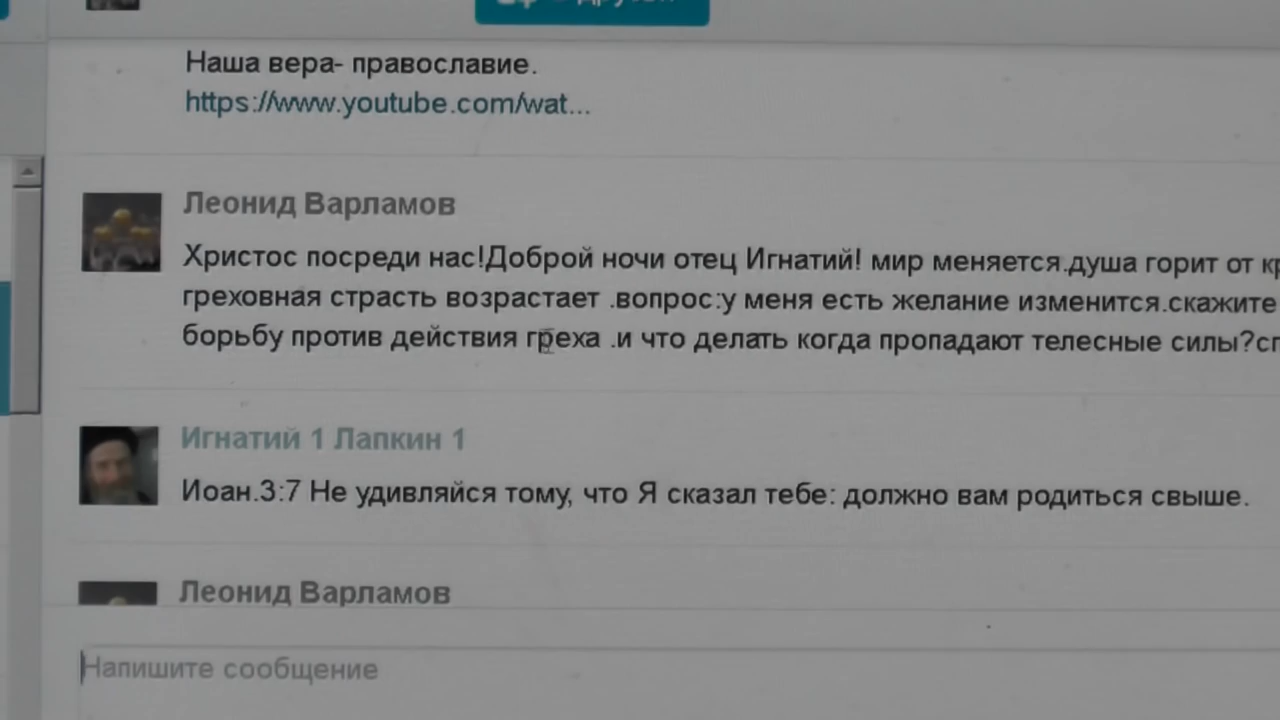 Наша вера- православие.
https://www.youtube.com/wat...
Леонид Варламов
Христос посреди нас!Доброй ночи отец Игнатий! мир меняется.душа горит от
греховная страсть возрастает .вопрос:у меня есть желание изменится.скажите
борьбу против действия греха .и что делать когда пропадают телесные силы?
Игнатий 1 Лапкин 1
Иоан.3:7 Не удивляйся тому, что Я сказал тебе: должно вам родиться свыше.
Леонид Варламов
Напишите сообщение